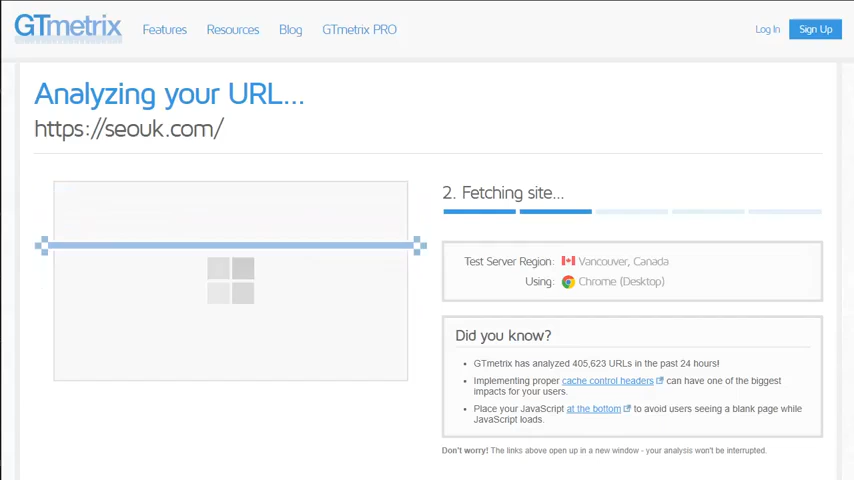 GTmetrix Features Resources Blog GTmetrix PRO Log In Sign Up
Analyzing your URL...
https://seouk.com/
2. Fetching site...
Test Server Region: Vancouver, Canada
Using: Chrome (Desktop)
Did you know?
• GTmetrix has analyzed 405,623 URLs in the past 24 hours!
• Implementing proper cache control headers can have one of the biggest
impacts for your users.
• Place your JavaScript at the bottom to avoid users seeing a blank page while
JavaScript loads.
Don't worry! The links above open up in a new window - your analysis won't be interrupted.